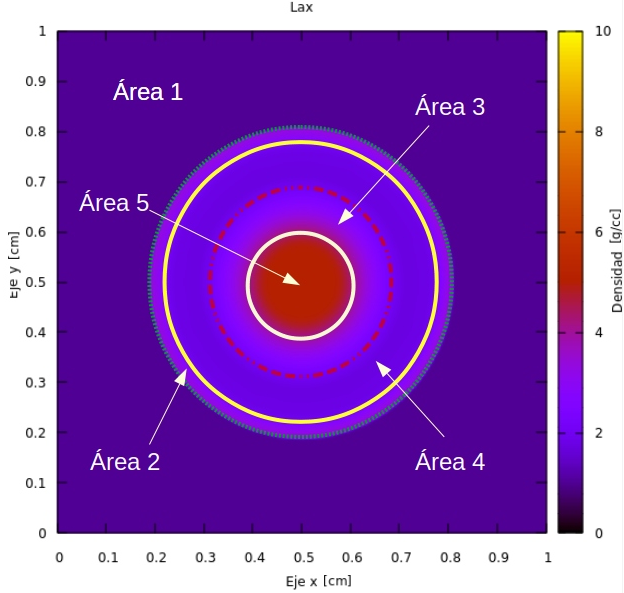 Lax
1
0.9
0.8
0.7
0.6
0.5
0.4
0.3
0.2
0.1
0
Eje y [cm]
Área 1
Área 3
Área 5
Área 2
Área 4
0 0.1 0.2 0.3 0.4 0.5 0.6 0.7 0.8 0.9 1
Eje x [cm]
10
8
6
4
2
0
Densidad [g/cc]